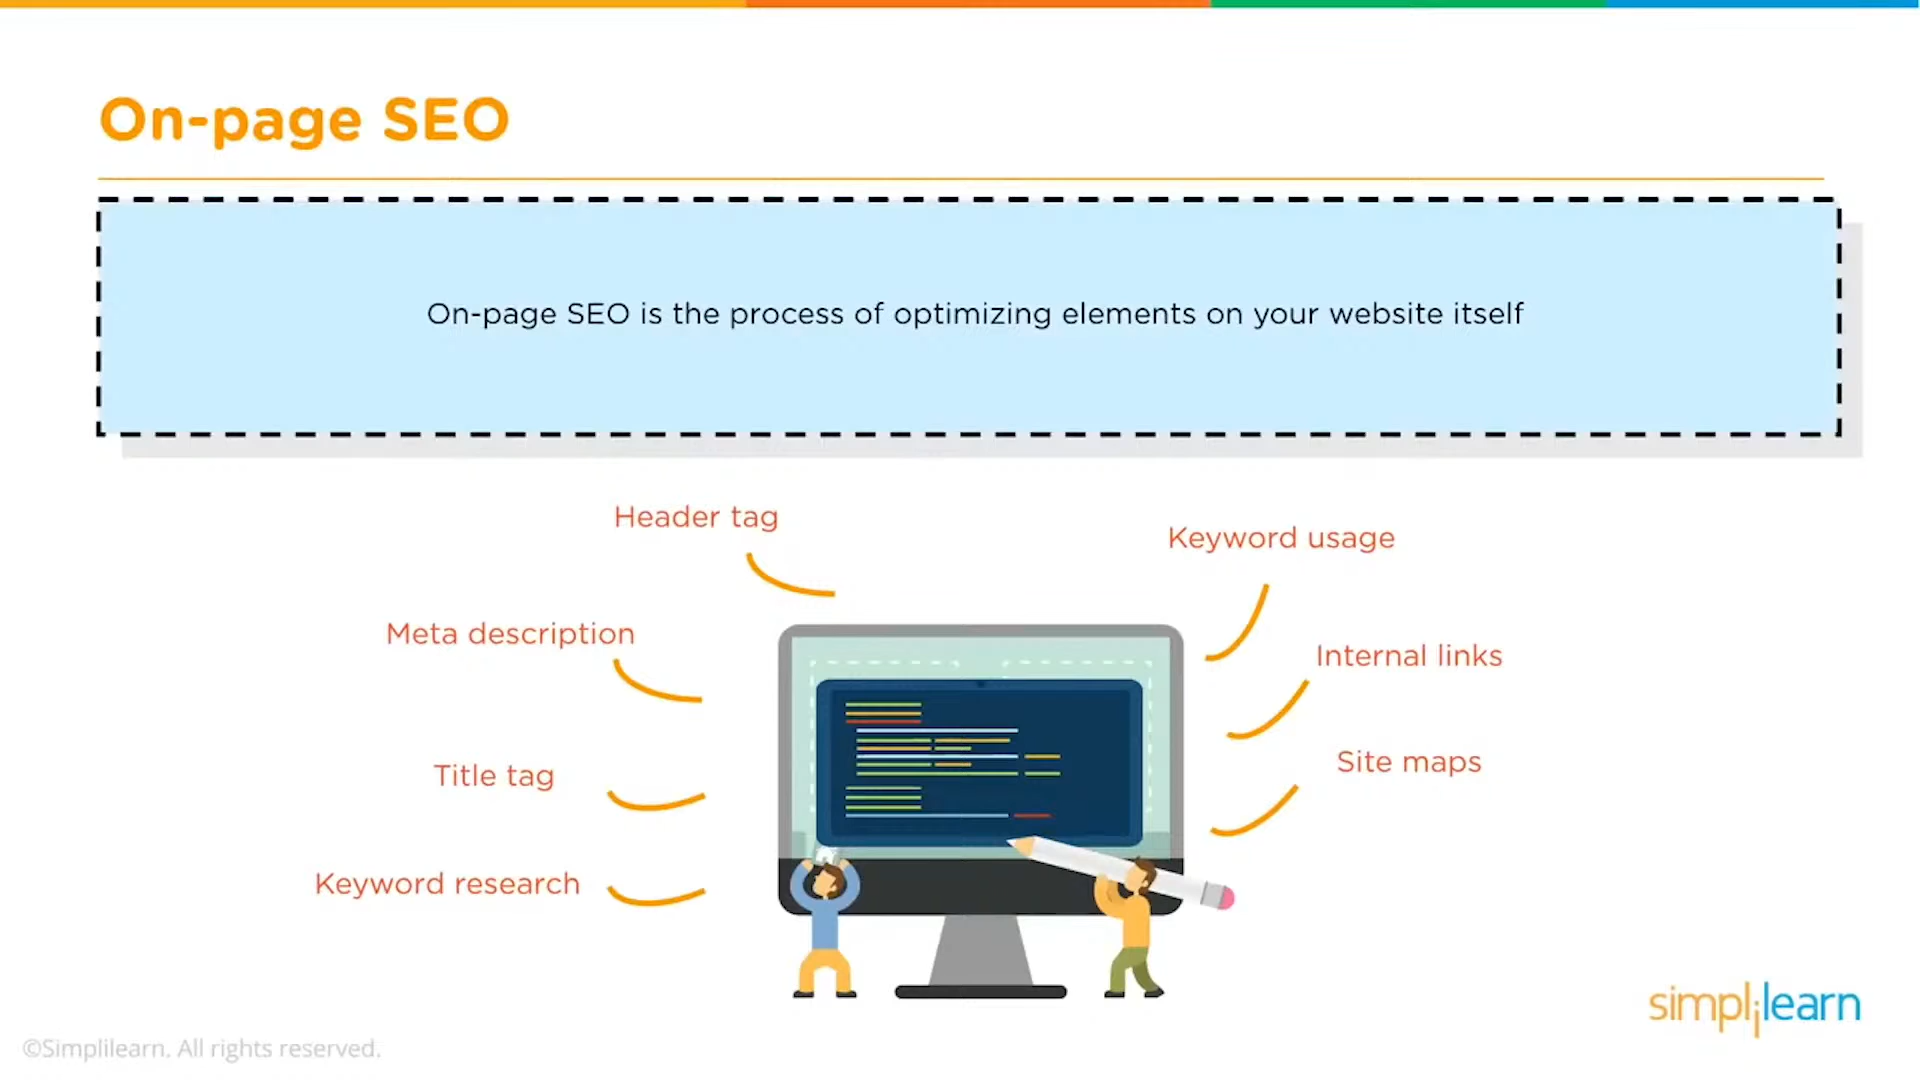 On-page SEO
On-page SEO is the process of optimizing elements on your website itself
Header tag
Keyword usage
Meta description
Internal links
Title tag
Site maps
Keyword research
simplilearn
©Simplilearn. All rights reserved.